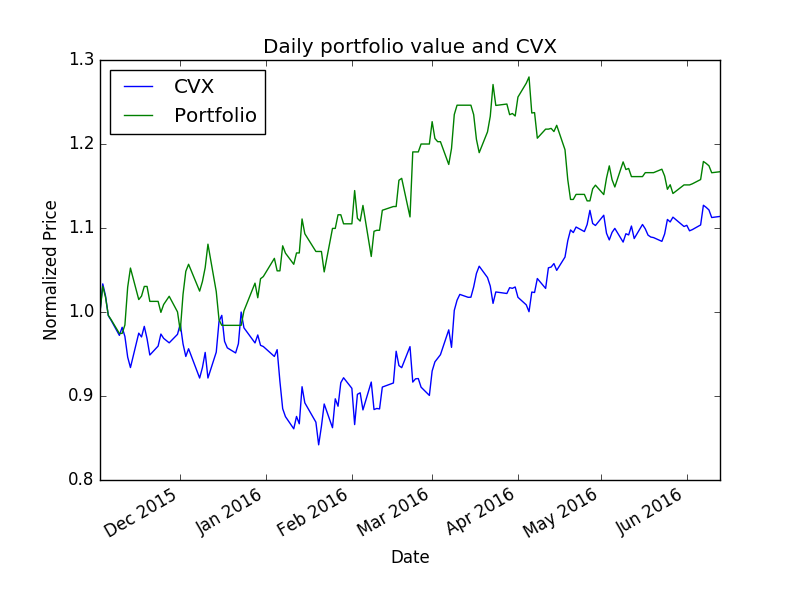 Daily portfolio value and CVX
1.3
1.2
1.1
1.0
0.9
0.8
Normalized Price
CVX
Portfolio
Dec 2015
Jan 2016
Feb 2016
Mar 2016
Apr 2016
May 2016
Jun 2016
Date